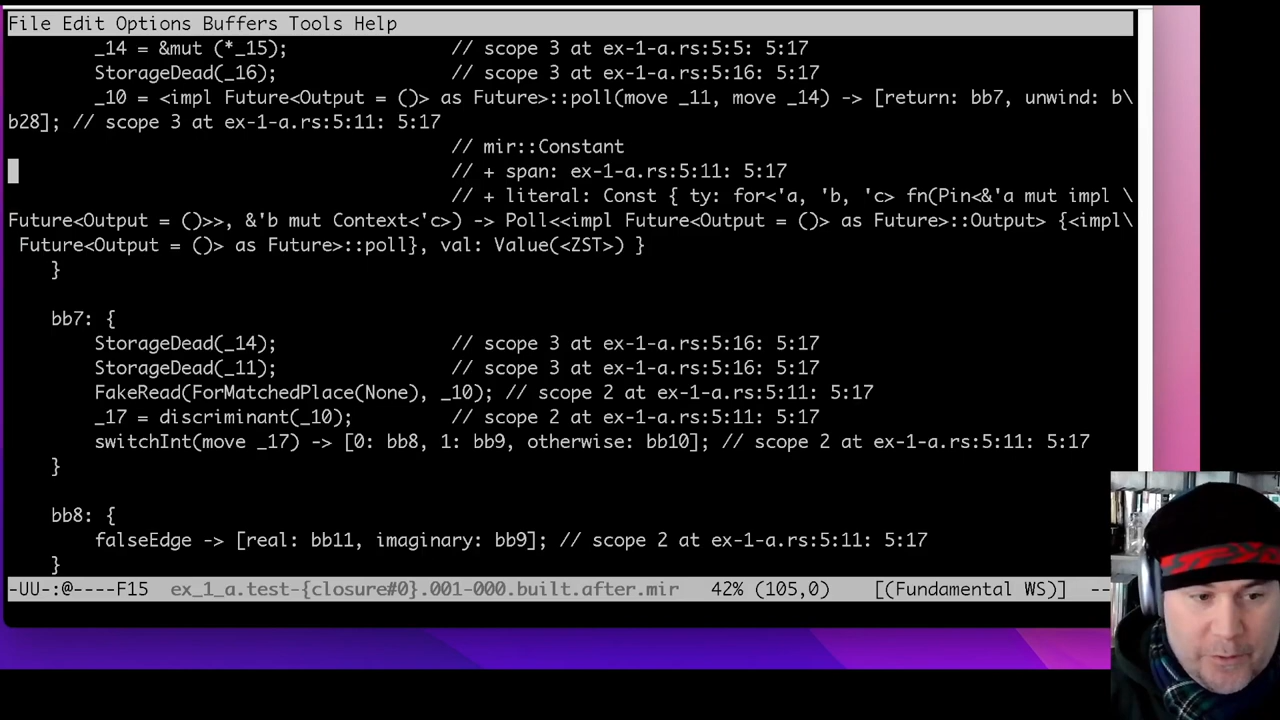 File Edit Options Buffers Tools Help
_14 = &mut (*_15);                // scope 3 at ex-1-a.rs:5:5: 5:17
StorageDead(_16);                // scope 3 at ex-1-a.rs:5:16: 5:17
_10 = <impl Future<Output = ()> as Future>::poll(move _11, move _14) -> [return: bb7, unwind: b\
b28]; // scope 3 at ex-1-a.rs:5:11: 5:17
// mir::Constant
// + span: ex-1-a.rs:5:11: 5:17
// + literal: Const { ty: for<'a, 'b, 'c> fn(Pin<&'a mut impl \
Future<Output = ()>>, &'b mut Context<'c>) -> Poll<<impl Future<Output = ()> as Future>::Output> {<impl\
Future<Output = ()> as Future>::poll}, val: Value(<ZST>) }
}
bb7: {
StorageDead(_14);                // scope 3 at ex-1-a.rs:5:16: 5:17
StorageDead(_11);                // scope 3 at ex-1-a.rs:5:16: 5:17
FakeRead(ForMatchedPlace(None), _10); // scope 2 at ex-1-a.rs:5:11: 5:17
_17 = discriminant(_10);         // scope 2 at ex-1-a.rs:5:11: 5:17
switchInt(move _17) -> [0: bb8, 1: bb9, otherwise: bb10]; // scope 2 at ex-1-a.rs:5:11: 5:17
}
bb8: {
falseEdge -> [real: bb11, imaginary: bb9]; // scope 2 at ex-1-a.rs:5:11: 5:17
}
-UU-:@----F15  ex_1_a.test-{closure#0}.001-000.built.after.mir   42% (105,0)     [(Fundamental WS)] --